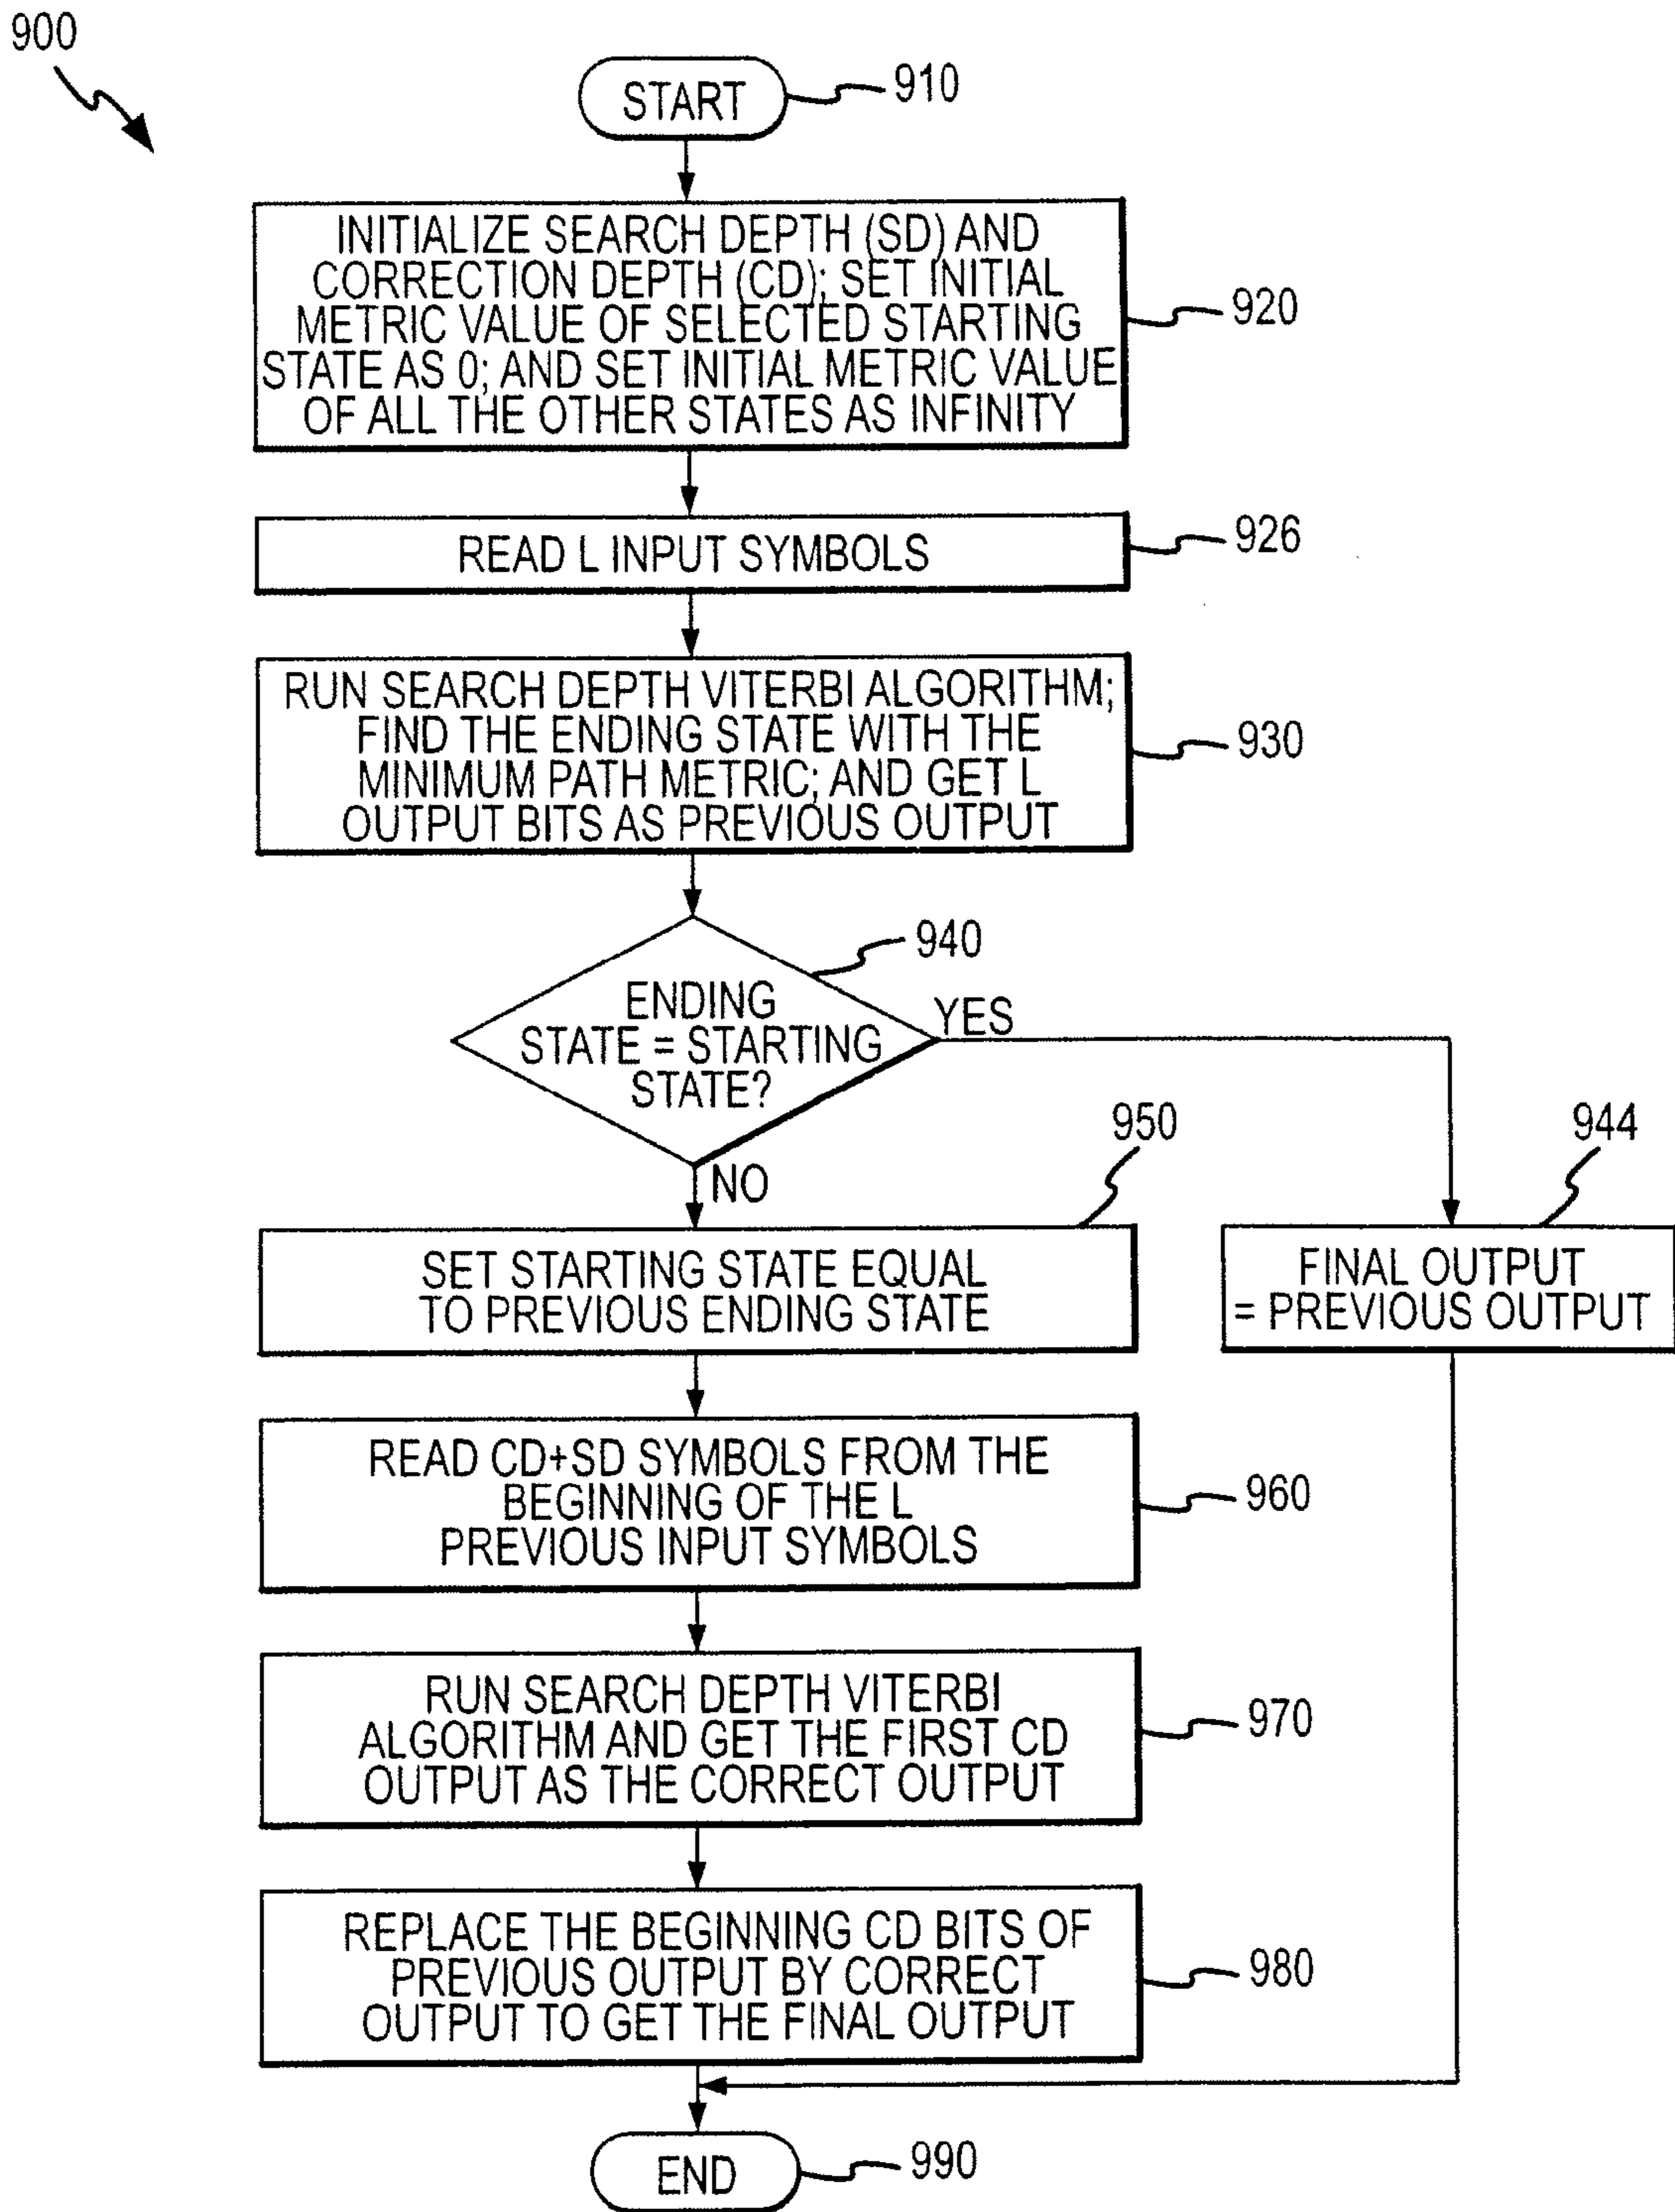 900
START
910
INITIALIZE SEARCH DEPTH (SD) AND
CORRECTION DEPTH (CD); SET INITIAL
METRIC VALUE OF SELECTED STARTING
STATE AS 0; AND SET INITIAL METRIC VALUE
OF ALL THE OTHER STATES AS INFINITY
920
READ L INPUT SYMBOLS
926
RUN SEARCH DEPTH VITERBI ALGORITHM;
FIND THE ENDING STATE WITH THE
MINIMUM PATH METRIC; AND GET L
OUTPUT BITS AS PREVIOUS OUTPUT
930
940
ENDING
STATE = STARTING
STATE?
YES
NO
950
944
SET STARTING STATE EQUAL
TO PREVIOUS ENDING STATE
FINAL OUTPUT
= PREVIOUS OUTPUT
READ CD+SD SYMBOLS FROM THE
BEGINNING OF THE L
PREVIOUS INPUT SYMBOLS
960
RUN SEARCH DEPTH VITERBI
ALGORITHM AND GET THE FIRST CD
OUTPUT AS THE CORRECT OUTPUT
970
REPLACE THE BEGINNING CD BITS OF
PREVIOUS OUTPUT BY CORRECT
OUTPUT TO GET THE FINAL OUTPUT
980
END
990